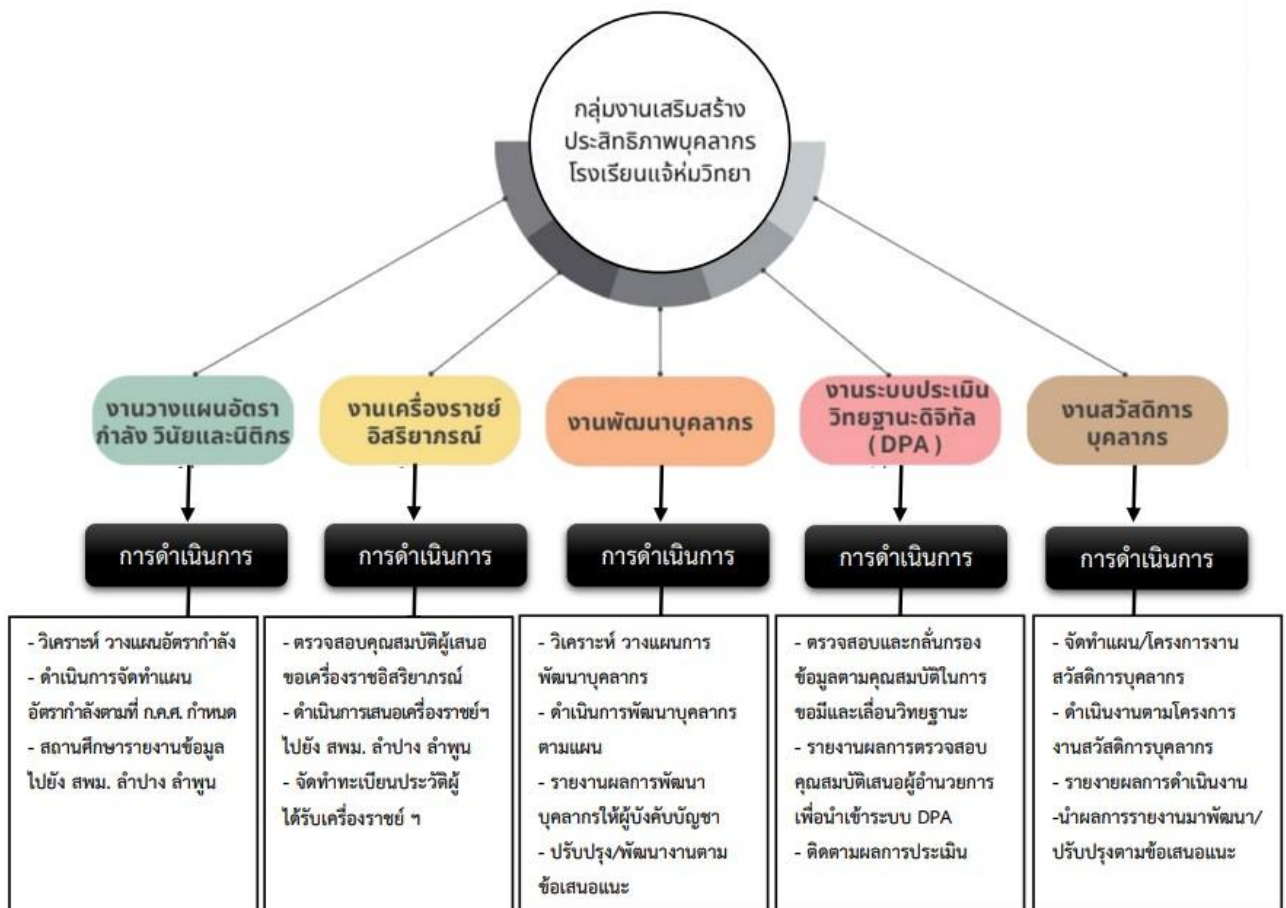 กลุ่มงานเสริมสร้าง
ประสิทธิภาพบุคลากร
โรงเรียนแจ้ห่มวิทยา
งานวางแผนอัตรา
กำลัง วินัยและนิติกร
งานเครื่องราชย์
อิสริยาภรณ์
งานพัฒนาบุคลากร
งานระบบประเมิน
วิทยฐานะดิจิทัล
(DPA)
งานสวัสดิการ
บุคลากร
การดำเนินการ
การดำเนินการ
การดำเนินการ
การดำเนินการ
การดำเนินการ
- วิเคราะห์ วางแผนอัตรากำลัง
- ดำเนินการจัดทำแผน
อัตรากำลังตามที่ ก.ค.ศ. กำหนด
- สถานศึกษารายงานข้อมูล
ไปยัง สพม. ลำปาง ลำพูน
- ตรวจสอบคุณสมบัติผู้เสนอ
ขอเครื่องราชอิสริยาภรณ์
- ดำเนินการเสนอเครื่องราชย์ฯ
ไปยัง สพม. ลำปาง ลำพูน
- จัดทำทะเบียนประวัติผู้
ได้รับเครื่องราชย์ ฯ
- วิเคราะห์ วางแผนการ
พัฒนาบุคลากร
- ดำเนินการพัฒนาบุคลากร
ตามแผน
- รายงานผลการพัฒนา
บุคลากรให้ผู้บังคับบัญชา
- ปรับปรุง/พัฒนางานตาม
ข้อเสนอแนะ
- ตรวจสอบและกลั่นกรอง
ข้อมูลตามคุณสมบัติในการ
ขอมีและเลื่อนวิทยฐานะ
- รายงานผลการตรวจสอบ
คุณสมบัติเสนอผู้อำนวยการ
เพื่อนำเข้าระบบ DPA
- ติดตามผลการประเมิน
- จัดทำแผน/โครงการงาน
สวัสดิการบุคลากร
- ดำเนินงานตามโครงการ
งานสวัสดิการบุคลากร
- รายายผลการดำเนินงาน
-นำผลการรายงานมาพัฒนา/
ปรับปรุงตามข้อเสนอแนะ